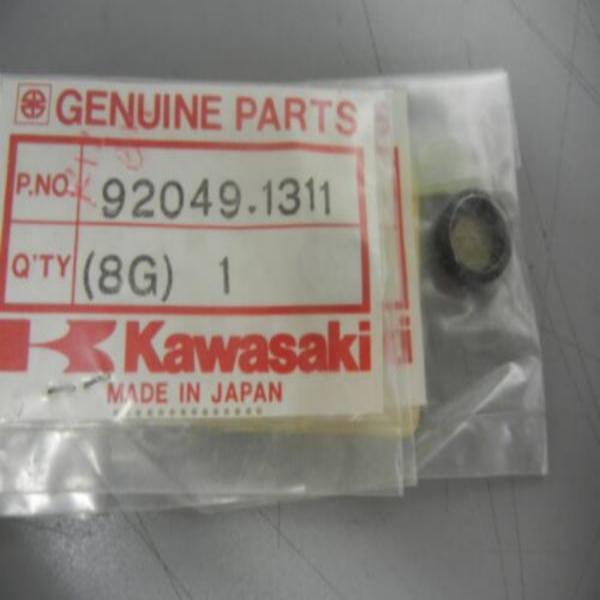 GENUINE PARTS
P.NO. 92049.1311
Q'TY (8G) 1
Kawasaki
MADE IN JAPAN